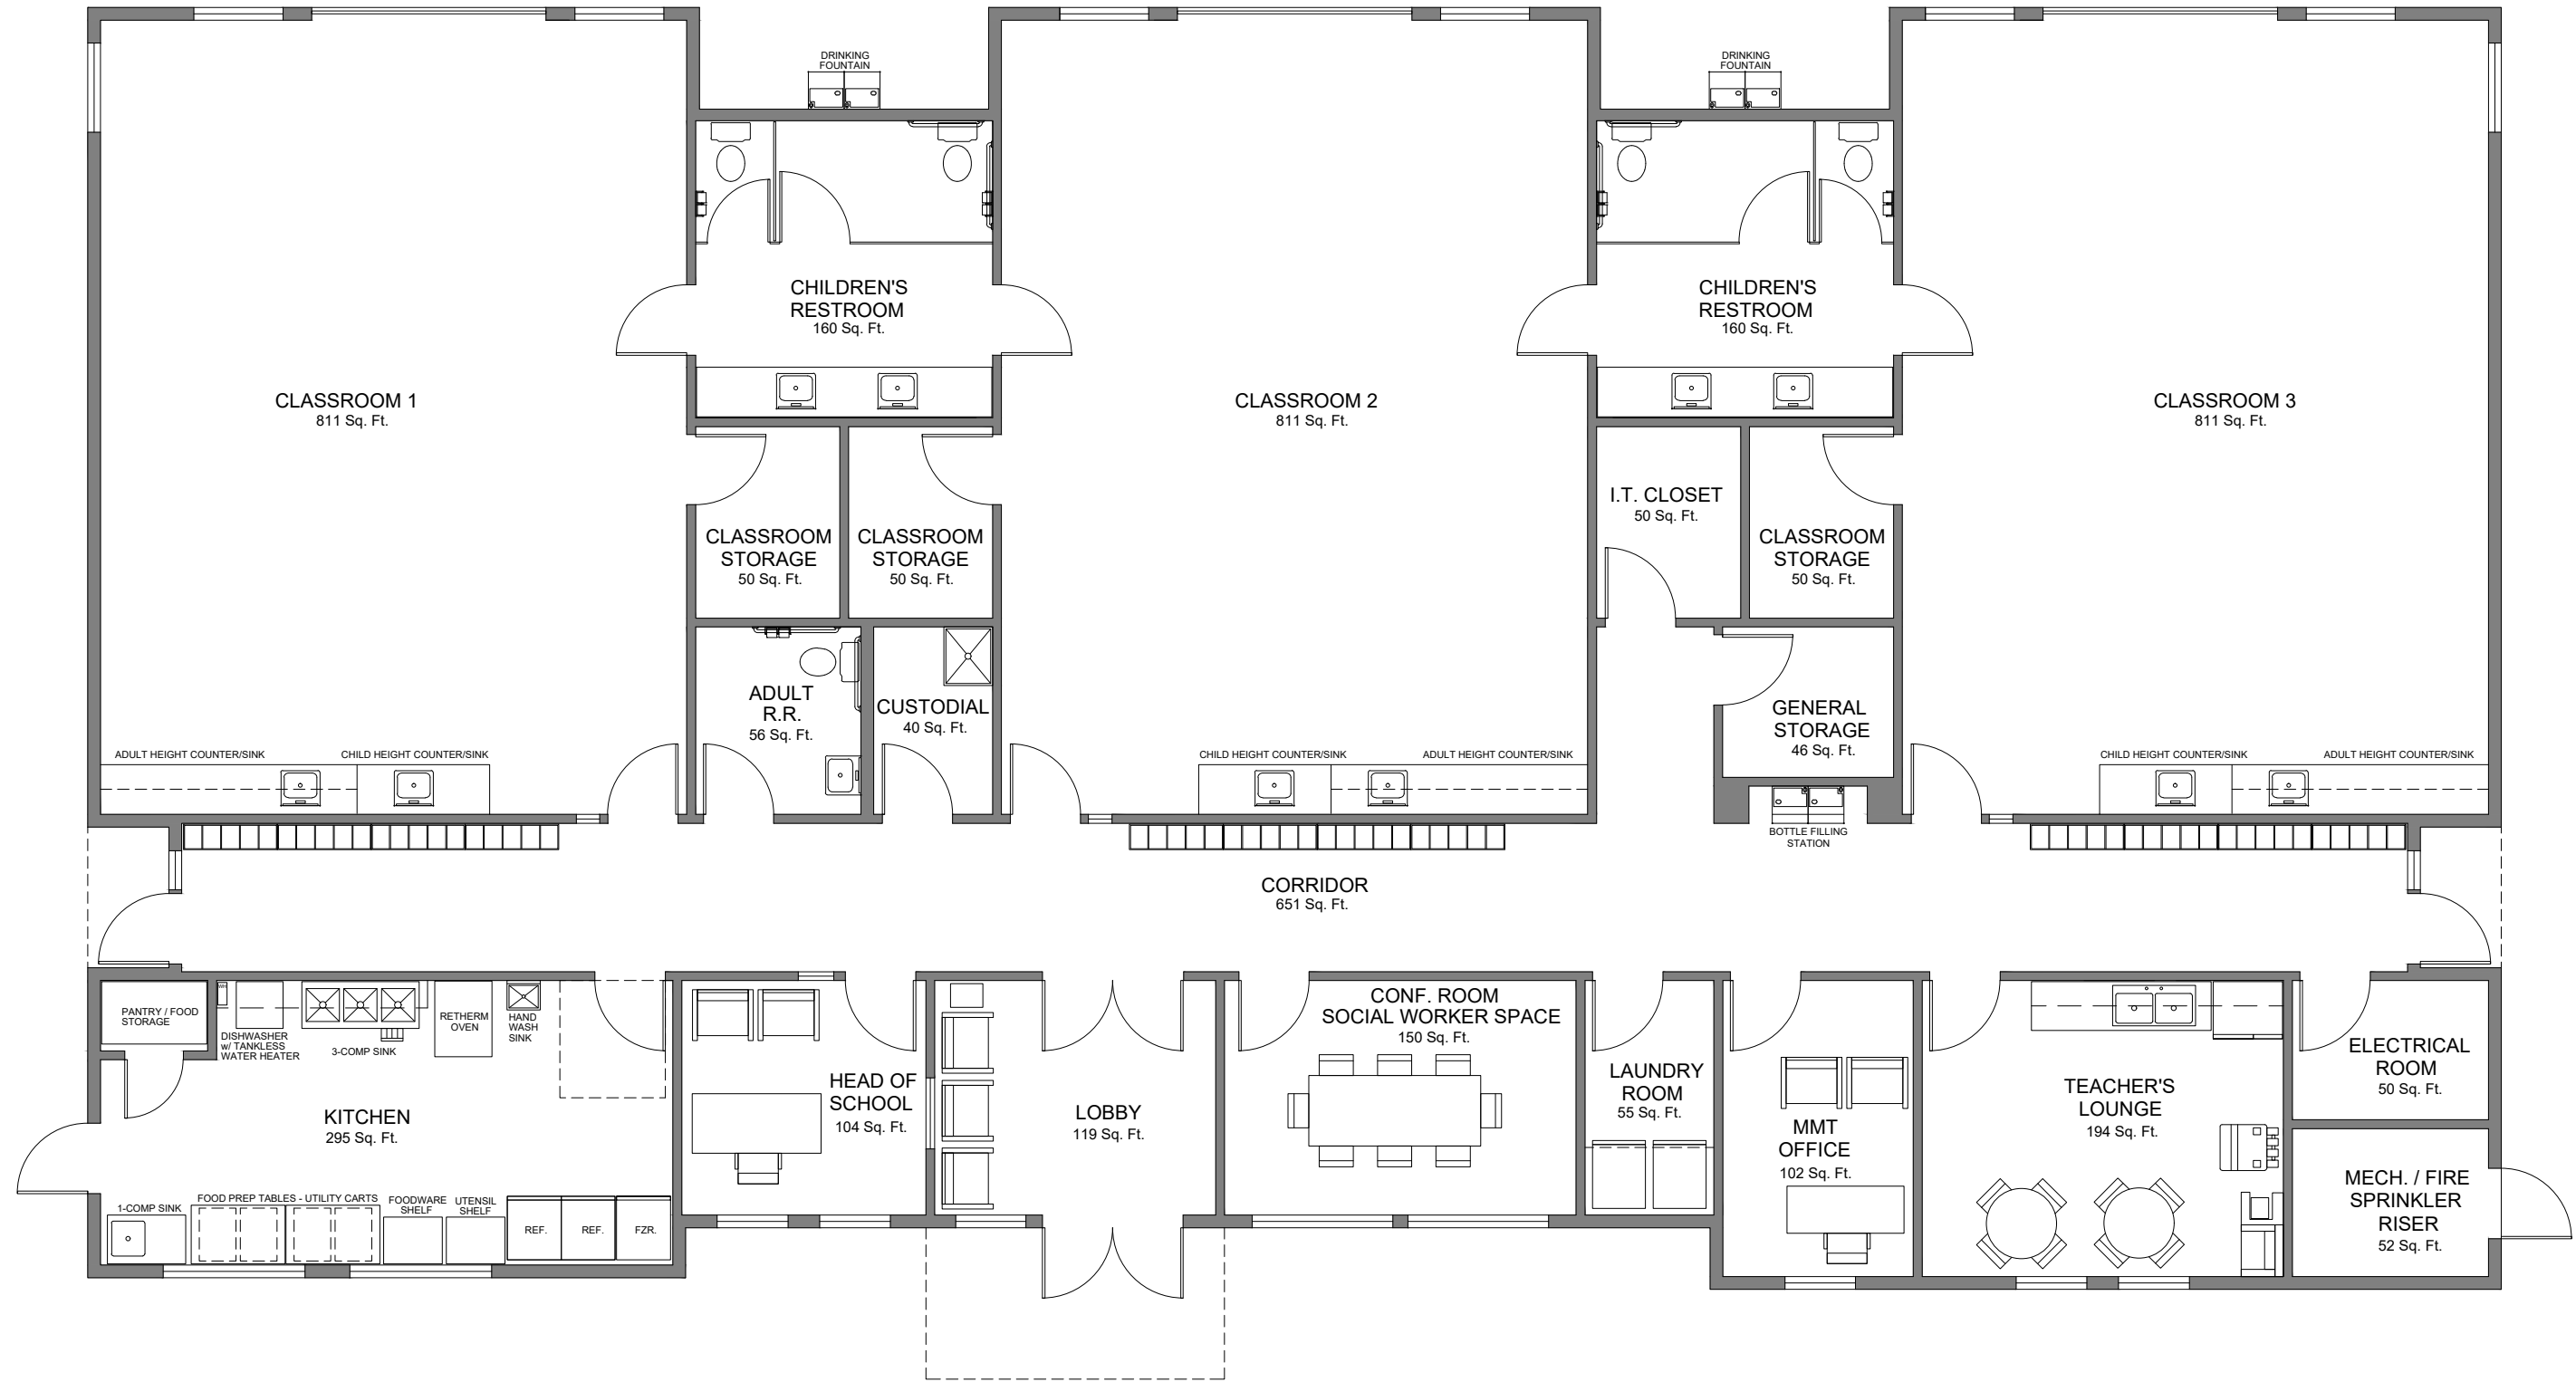 DRINKING
FOUNTAIN
DRINKING
FOUNTAIN
CHILDREN'S
RESTROOM
160 Sq. Ft.
CHILDREN'S
RESTROOM
160 Sq. Ft.
CLASSROOM 1
811 Sq. Ft.
CLASSROOM 2
811 Sq. Ft.
CLASSROOM 3
811 Sq. Ft.
CLASSROOM
STORAGE
50 Sq. Ft.
CLASSROOM
STORAGE
50 Sq. Ft.
I.T. CLOSET
50 Sq. Ft.
CLASSROOM
STORAGE
50 Sq. Ft.
ADULT
R.R.
56 Sq. Ft.
CUSTODIAL
40 Sq. Ft.
GENERAL
STORAGE
46 Sq. Ft.
ADULT HEIGHT COUNTER/SINK
CHILD HEIGHT COUNTER/SINK
CHILD HEIGHT COUNTER/SINK
ADULT HEIGHT COUNTER/SINK
CHILD HEIGHT COUNTER/SINK
ADULT HEIGHT COUNTER/SINK
BOTTLE FILLING
STATION
CORRIDOR
651 Sq. Ft.
PANTRY / FOOD
STORAGE
WH
DISHWASHER
w/ TANKLESS
WATER HEATER
3-COMP SINK
RETHERM
OVEN
HAND
WASH
SINK
KITCHEN
295 Sq. Ft.
1-COMP SINK
FOOD PREP TABLES - UTILITY CARTS
FOODWARE
SHELF
UTENSIL
SHELF
REF.
REF.
FZR.
HEAD OF
SCHOOL
104 Sq. Ft.
LOBBY
119 Sq. Ft.
CONF. ROOM
SOCIAL WORKER SPACE
150 Sq. Ft.
LAUNDRY
ROOM
55 Sq. Ft.
MMT
OFFICE
102 Sq. Ft.
TEACHER'S
LOUNGE
194 Sq. Ft.
ELECTRICAL
ROOM
50 Sq. Ft.
MECH. / FIRE
SPRINKLER
RISER
52 Sq. Ft.